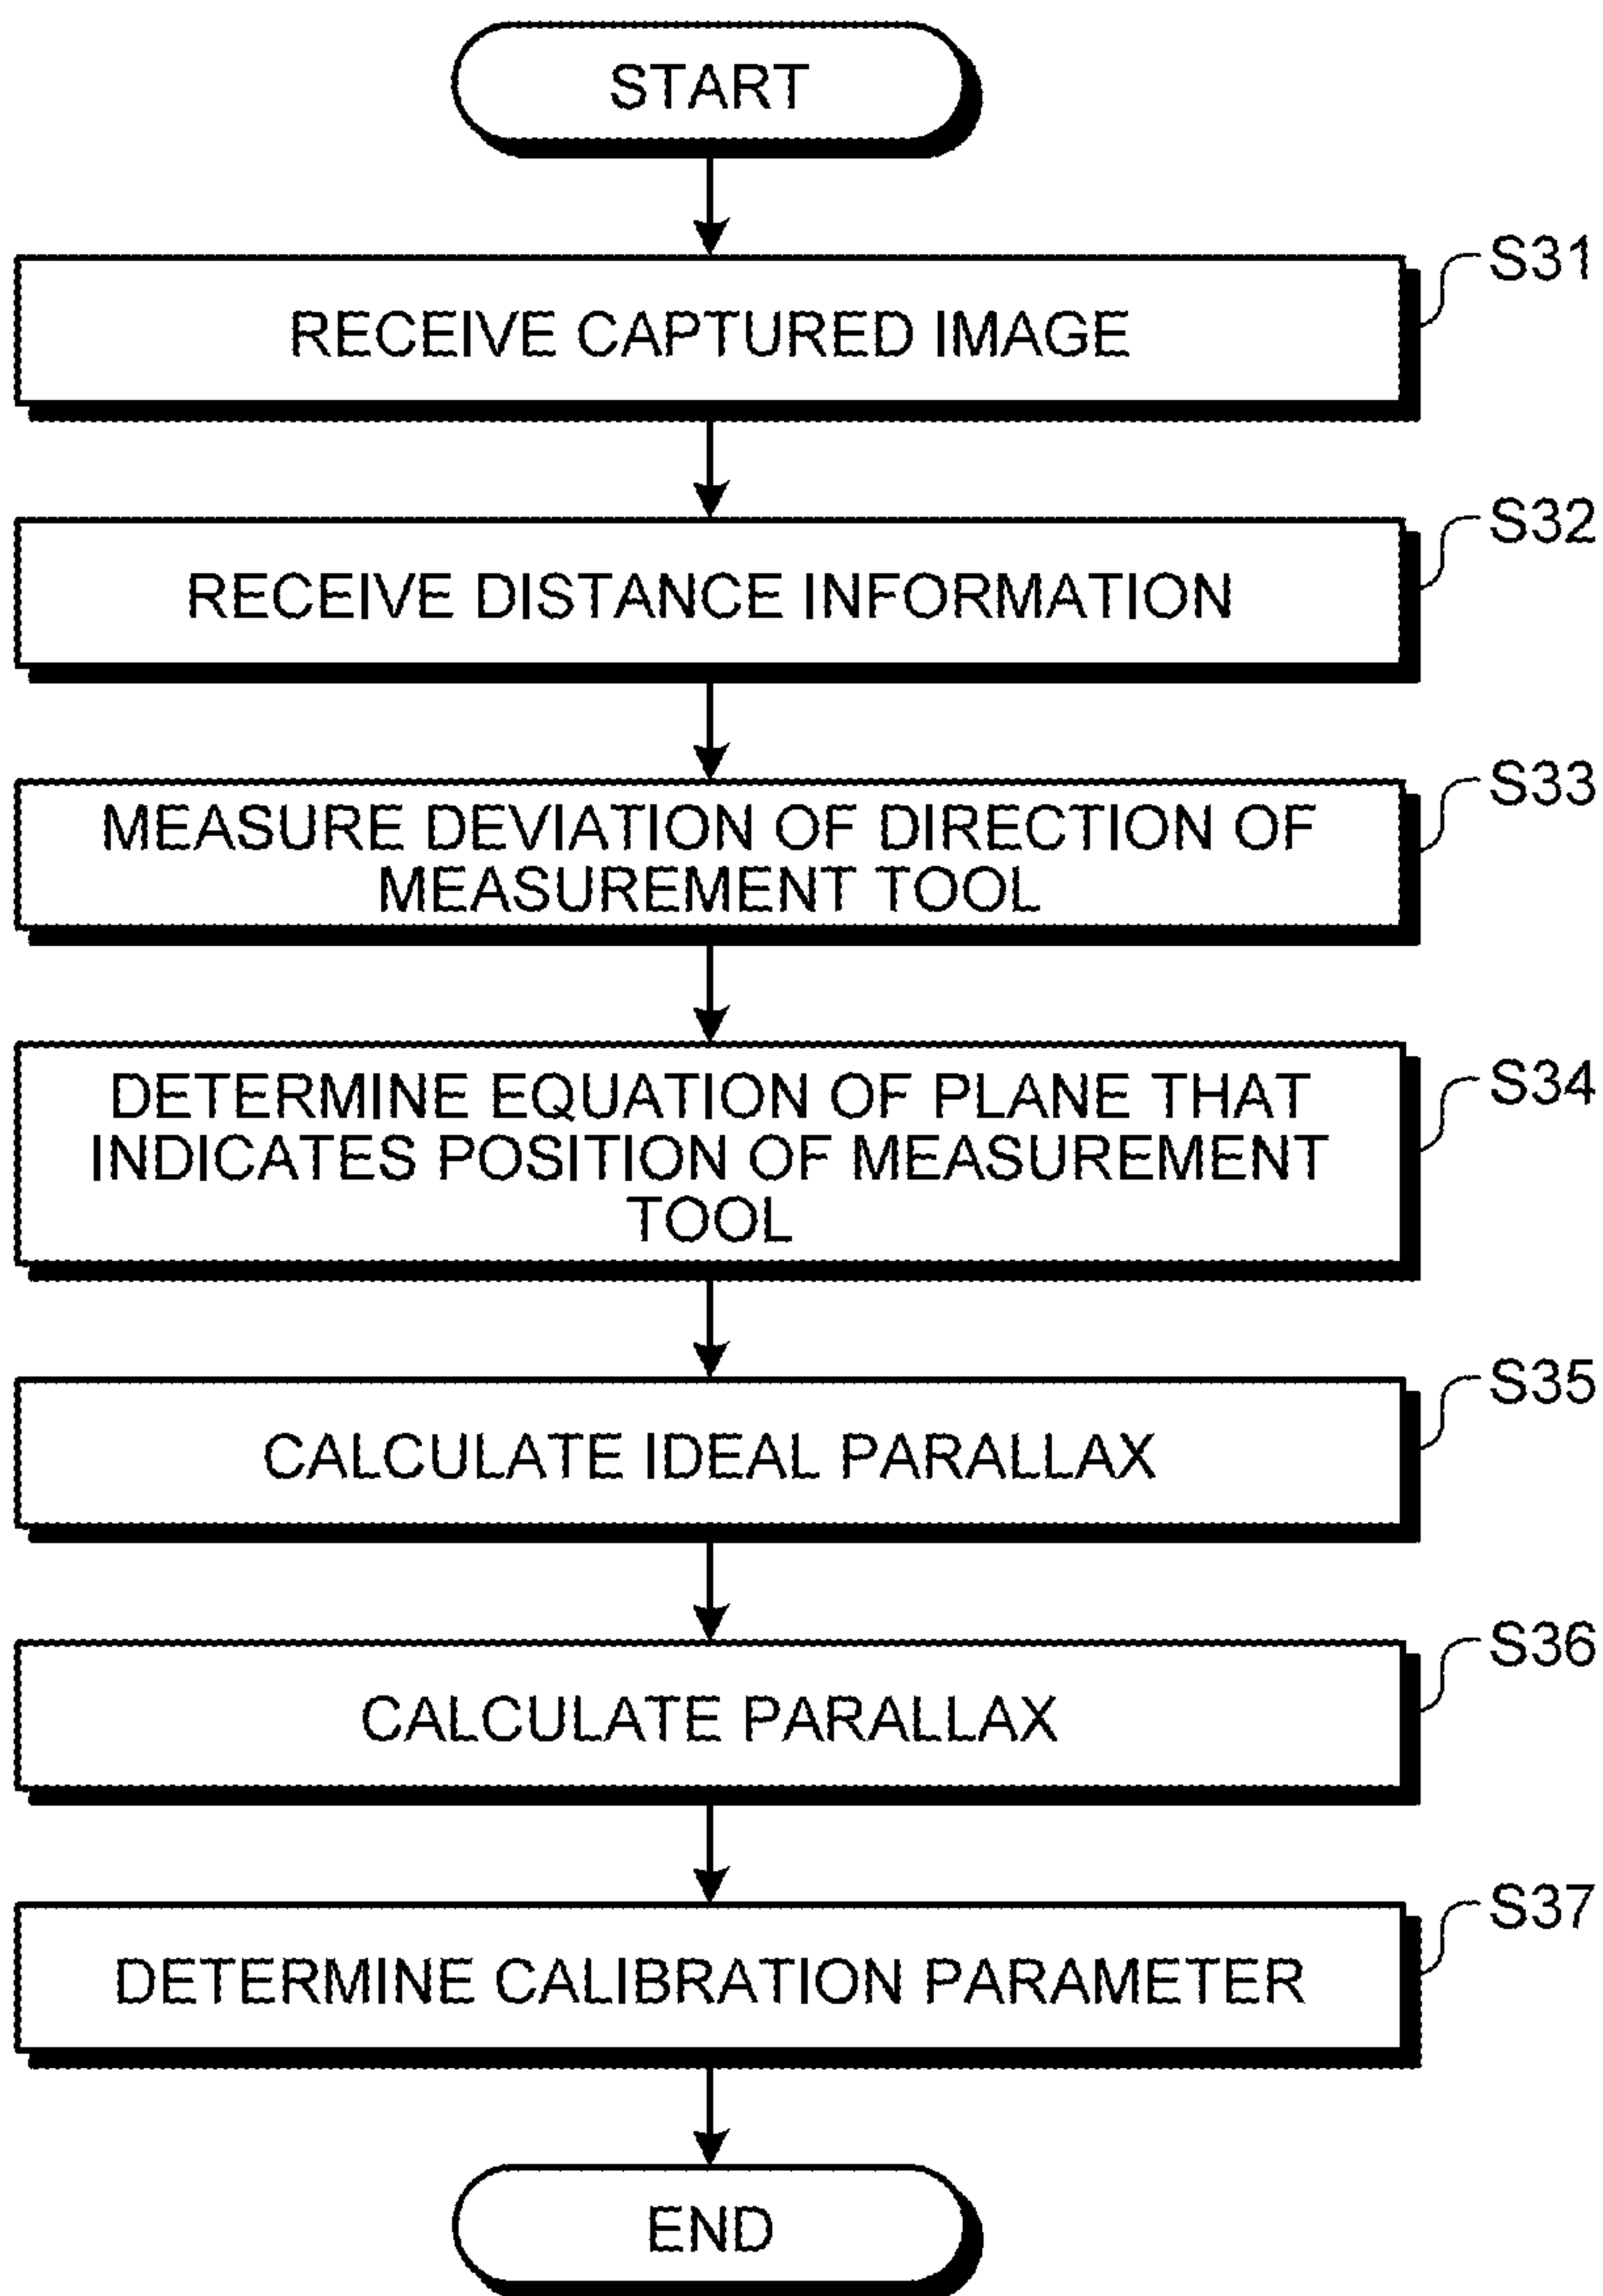 START
S31
RECEIVE CAPTURED IMAGE
S32
RECEIVE DISTANCE INFORMATION
S33
MEASURE DEVIATION OF DIRECTION OF
MEASUREMENT TOOL
S34
DETERMINE EQUATION OF PLANE THAT
INDICATES POSITION OF MEASUREMENT
TOOL
S35
CALCULATE IDEAL PARALLAX
S36
CALCULATE PARALLAX
S37
DETERMINE CALIBRATION PARAMETER
END